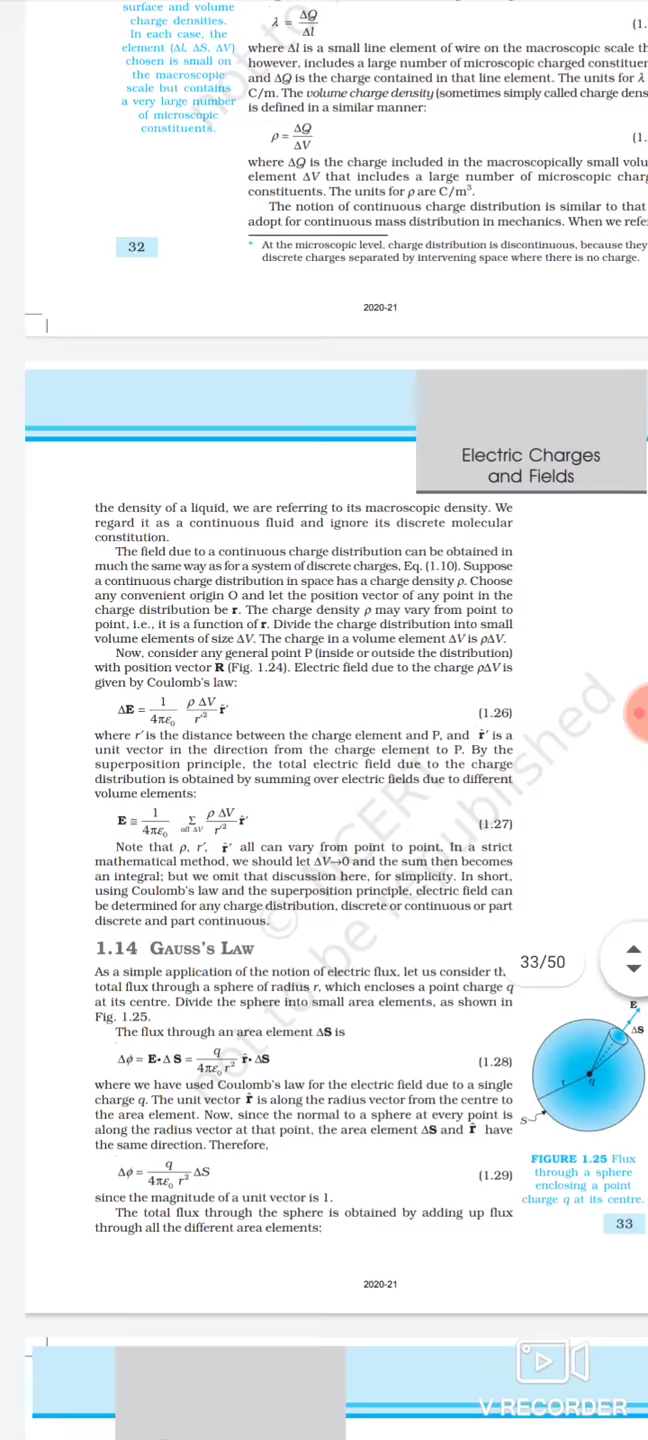 surface and volume
charge densities.
In each case, the
element (Δl, ΔS, ΔV)
chosen is small on
the macroscopic
scale but contains
a very large number
of microscopic
constituents.
λ = ΔQ/Δl (1.
where Δl is a small line element of wire on the macroscopic scale th
however, includes a large number of microscopic charged constituen
and ΔQ is the charge contained in that line element. The units for λ
C/m. The volume charge density (sometimes simply called charge dens
is defined in a similar manner:
ρ = ΔQ/ΔV (1.
where ΔQ is the charge included in the macroscopically small volu
element ΔV that includes a large number of microscopic char
constituents. The units for ρ are C/m³.
The notion of continuous charge distribution is similar to that
adopt for continuous mass distribution in mechanics. When we refe
32
* At the microscopic level, charge distribution is discontinuous, because they
discrete charges separated by intervening space where there is no charge.
2020-21
Electric Charges
and Fields
the density of a liquid, we are referring to its macroscopic density. We
regard it as a continuous fluid and ignore its discrete molecular
constitution.
The field due to a continuous charge distribution can be obtained in
much the same way as for a system of discrete charges, Eq. (1.10). Suppose
a continuous charge distribution in space has a charge density ρ. Choose
any convenient origin O and let the position vector of any point in the
charge distribution be r. The charge density ρ may vary from point to
point, i.e., it is a function of r. Divide the charge distribution into small
volume elements of size ΔV. The charge in a volume element ΔV is ρΔV.
Now, consider any general point P (inside or outside the distribution)
with position vector R (Fig. 1.24). Electric field due to the charge ρΔV is
given by Coulomb's law:
ΔE = 1/4πε₀ ρ ΔV/r'² r̂' (1.26)
where r' is the distance between the charge element and P, and r̂' is a
unit vector in the direction from the charge element to P. By the
superposition principle, the total electric field due to the charge
distribution is obtained by summing over electric fields due to different
volume elements:
E ≅ 1/4πε₀ Σ all ΔV ρ ΔV/r'² r̂' (1.27)
Note that ρ, r', r̂' all can vary from point to point. In a strict
mathematical method, we should let ΔV→0 and the sum then becomes
an integral; but we omit that discussion here, for simplicity. In short,
using Coulomb's law and the superposition principle, electric field can
be determined for any charge distribution, discrete or continuous or part
discrete and part continuous.
1.14 GAUSS'S LAW
As a simple application of the notion of electric flux, let us consider th
total flux through a sphere of radius r, which encloses a point charge q
at its centre. Divide the sphere into small area elements, as shown in
Fig. 1.25.
The flux through an area element ΔS is
Δφ = E•Δ S = q/4πε₀ r² r̂•ΔS (1.28)
where we have used Coulomb's law for the electric field due to a single
charge q. The unit vector r̂ is along the radius vector from the centre to
the area element. Now, since the normal to a sphere at every point is
along the radius vector at that point, the area element ΔS and r̂ have
the same direction. Therefore,
Δφ = q/4πε₀ r² ΔS (1.29)
since the magnitude of a unit vector is 1.
The total flux through the sphere is obtained by adding up flux
through all the different area elements:
33/50
E
ΔS
r
q
S
FIGURE 1.25 Flux
through a sphere
enclosing a point
charge q at its centre.
33
2020-21
© NCERT
not to be republished
V RECORDER